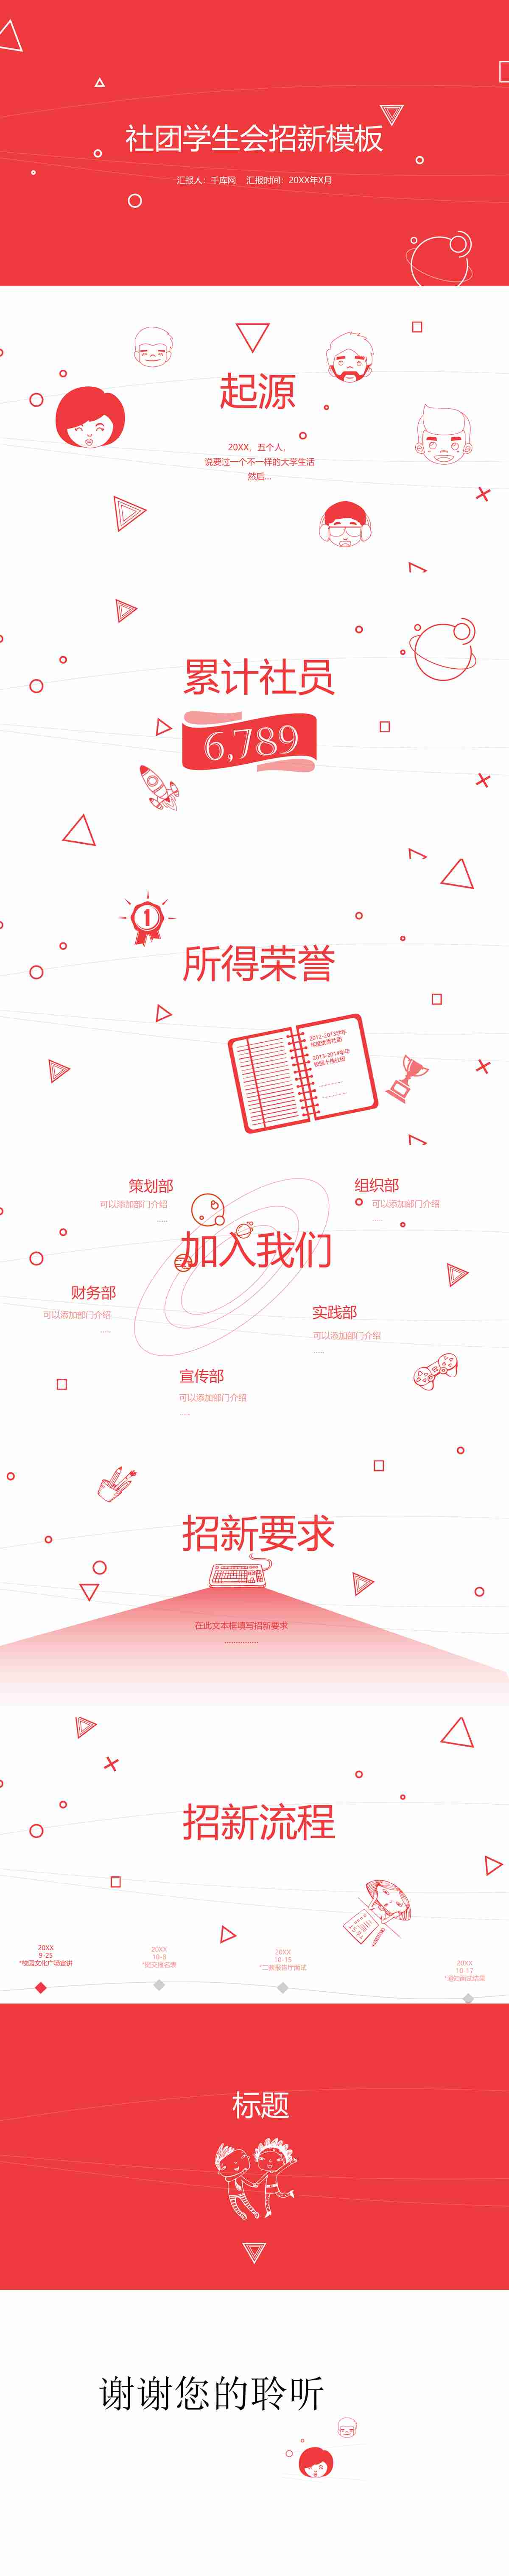 社团学生会招新模板
汇报人：千库网 汇报时间：20XX年X月
起源
20XX，五个人，
说要过一个不一样的大学生活
然后...
累计社员
6,789
1
所得荣誉
2012-2013学年
年度优秀社团
2013-2014学年
校园十佳社团
策划部
可以添加部门介绍
.....
组织部
可以添加部门介绍
.....
加入我们
财务部
可以添加部门介绍
.....
实践部
可以添加部门介绍
.....
宣传部
可以添加部门介绍
.....
招新要求
在此文本框填写招新要求
...............
招新流程
20XX
9-25
*校园文化广场宣讲
20XX
10-8
*提交报名表
20XX
10-15
*二教报告厅面试
20XX
10-17
*通知面试结果
标题
谢谢您的聆听